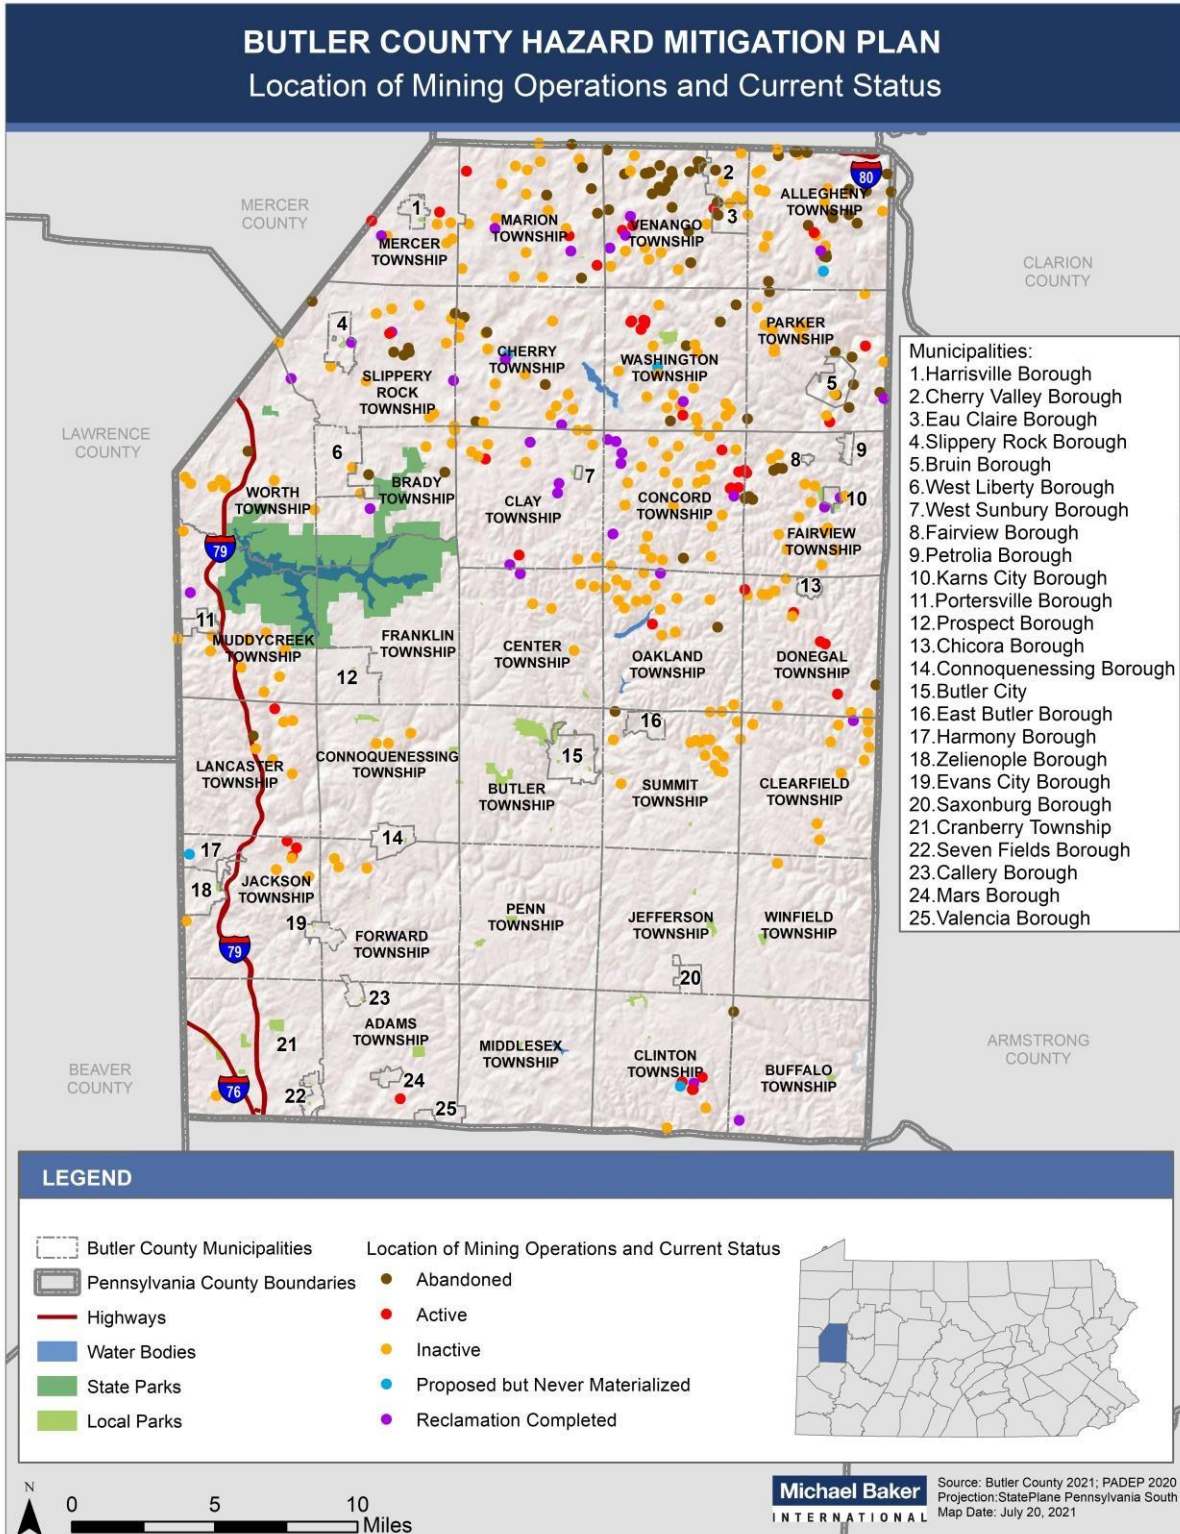 BUTLER COUNTY HAZARD MITIGATION PLAN
Location of Mining Operations and Current Status
MERCER
COUNTY
1
MERCER
TOWNSHIP
MARION
TOWNSHIP
2
3
VENANGO
TOWNSHIP
ALLEGHENY
TOWNSHIP
80
CLARION
COUNTY
4
SLIPPERY
ROCK
TOWNSHIP
CHERRY
TOWNSHIP
WASHINGTON
TOWNSHIP
PARKER
TOWNSHIP
5
LAWRENCE
COUNTY
6
WORTH
TOWNSHIP
BRADY
TOWNSHIP
7
CLAY
TOWNSHIP
CONCORD
TOWNSHIP
8
9
10
FAIRVIEW
TOWNSHIP
79
11
MUDDYCREEK
TOWNSHIP
FRANKLIN
TOWNSHIP
12
CENTER
TOWNSHIP
OAKLAND
TOWNSHIP
13
DONEGAL
TOWNSHIP
LANCASTER
TOWNSHIP
CONNOQUENESSING
TOWNSHIP
15
BUTLER
TOWNSHIP
16
SUMMIT
TOWNSHIP
CLEARFIELD
TOWNSHIP
17
18
JACKSON
TOWNSHIP
14
19
79
FORWARD
TOWNSHIP
PENN
TOWNSHIP
JEFFERSON
TOWNSHIP
WINFIELD
TOWNSHIP
20
23
21
ADAMS
TOWNSHIP
MIDDLESEX
TOWNSHIP
CLINTON
TOWNSHIP
BUFFALO
TOWNSHIP
BEAVER
COUNTY
76
22
24
25
ARMSTRONG
COUNTY
Municipalities:
1.Harrisville Borough
2.Cherry Valley Borough
3.Eau Claire Borough
4.Slippery Rock Borough
5.Bruin Borough
6.West Liberty Borough
7.West Sunbury Borough
8.Fairview Borough
9.Petrolia Borough
10.Karns City Borough
11.Portersville Borough
12.Prospect Borough
13.Chicora Borough
14.Connoquenessing Borough
15.Butler City
16.East Butler Borough
17.Harmony Borough
18.Zelienople Borough
19.Evans City Borough
20.Saxonburg Borough
21.Cranberry Township
22.Seven Fields Borough
23.Callery Borough
24.Mars Borough
25.Valencia Borough
LEGEND
Butler County Municipalities
Pennsylvania County Boundaries
Highways
Water Bodies
State Parks
Local Parks
Location of Mining Operations and Current Status
Abandoned
Active
Inactive
Proposed but Never Materialized
Reclamation Completed
N
0 5 10
Miles
Michael Baker
INTERNATIONAL
Source: Butler County 2021; PADEP 2020
Projection:StatePlane Pennsylvania South
Map Date: July 20, 2021